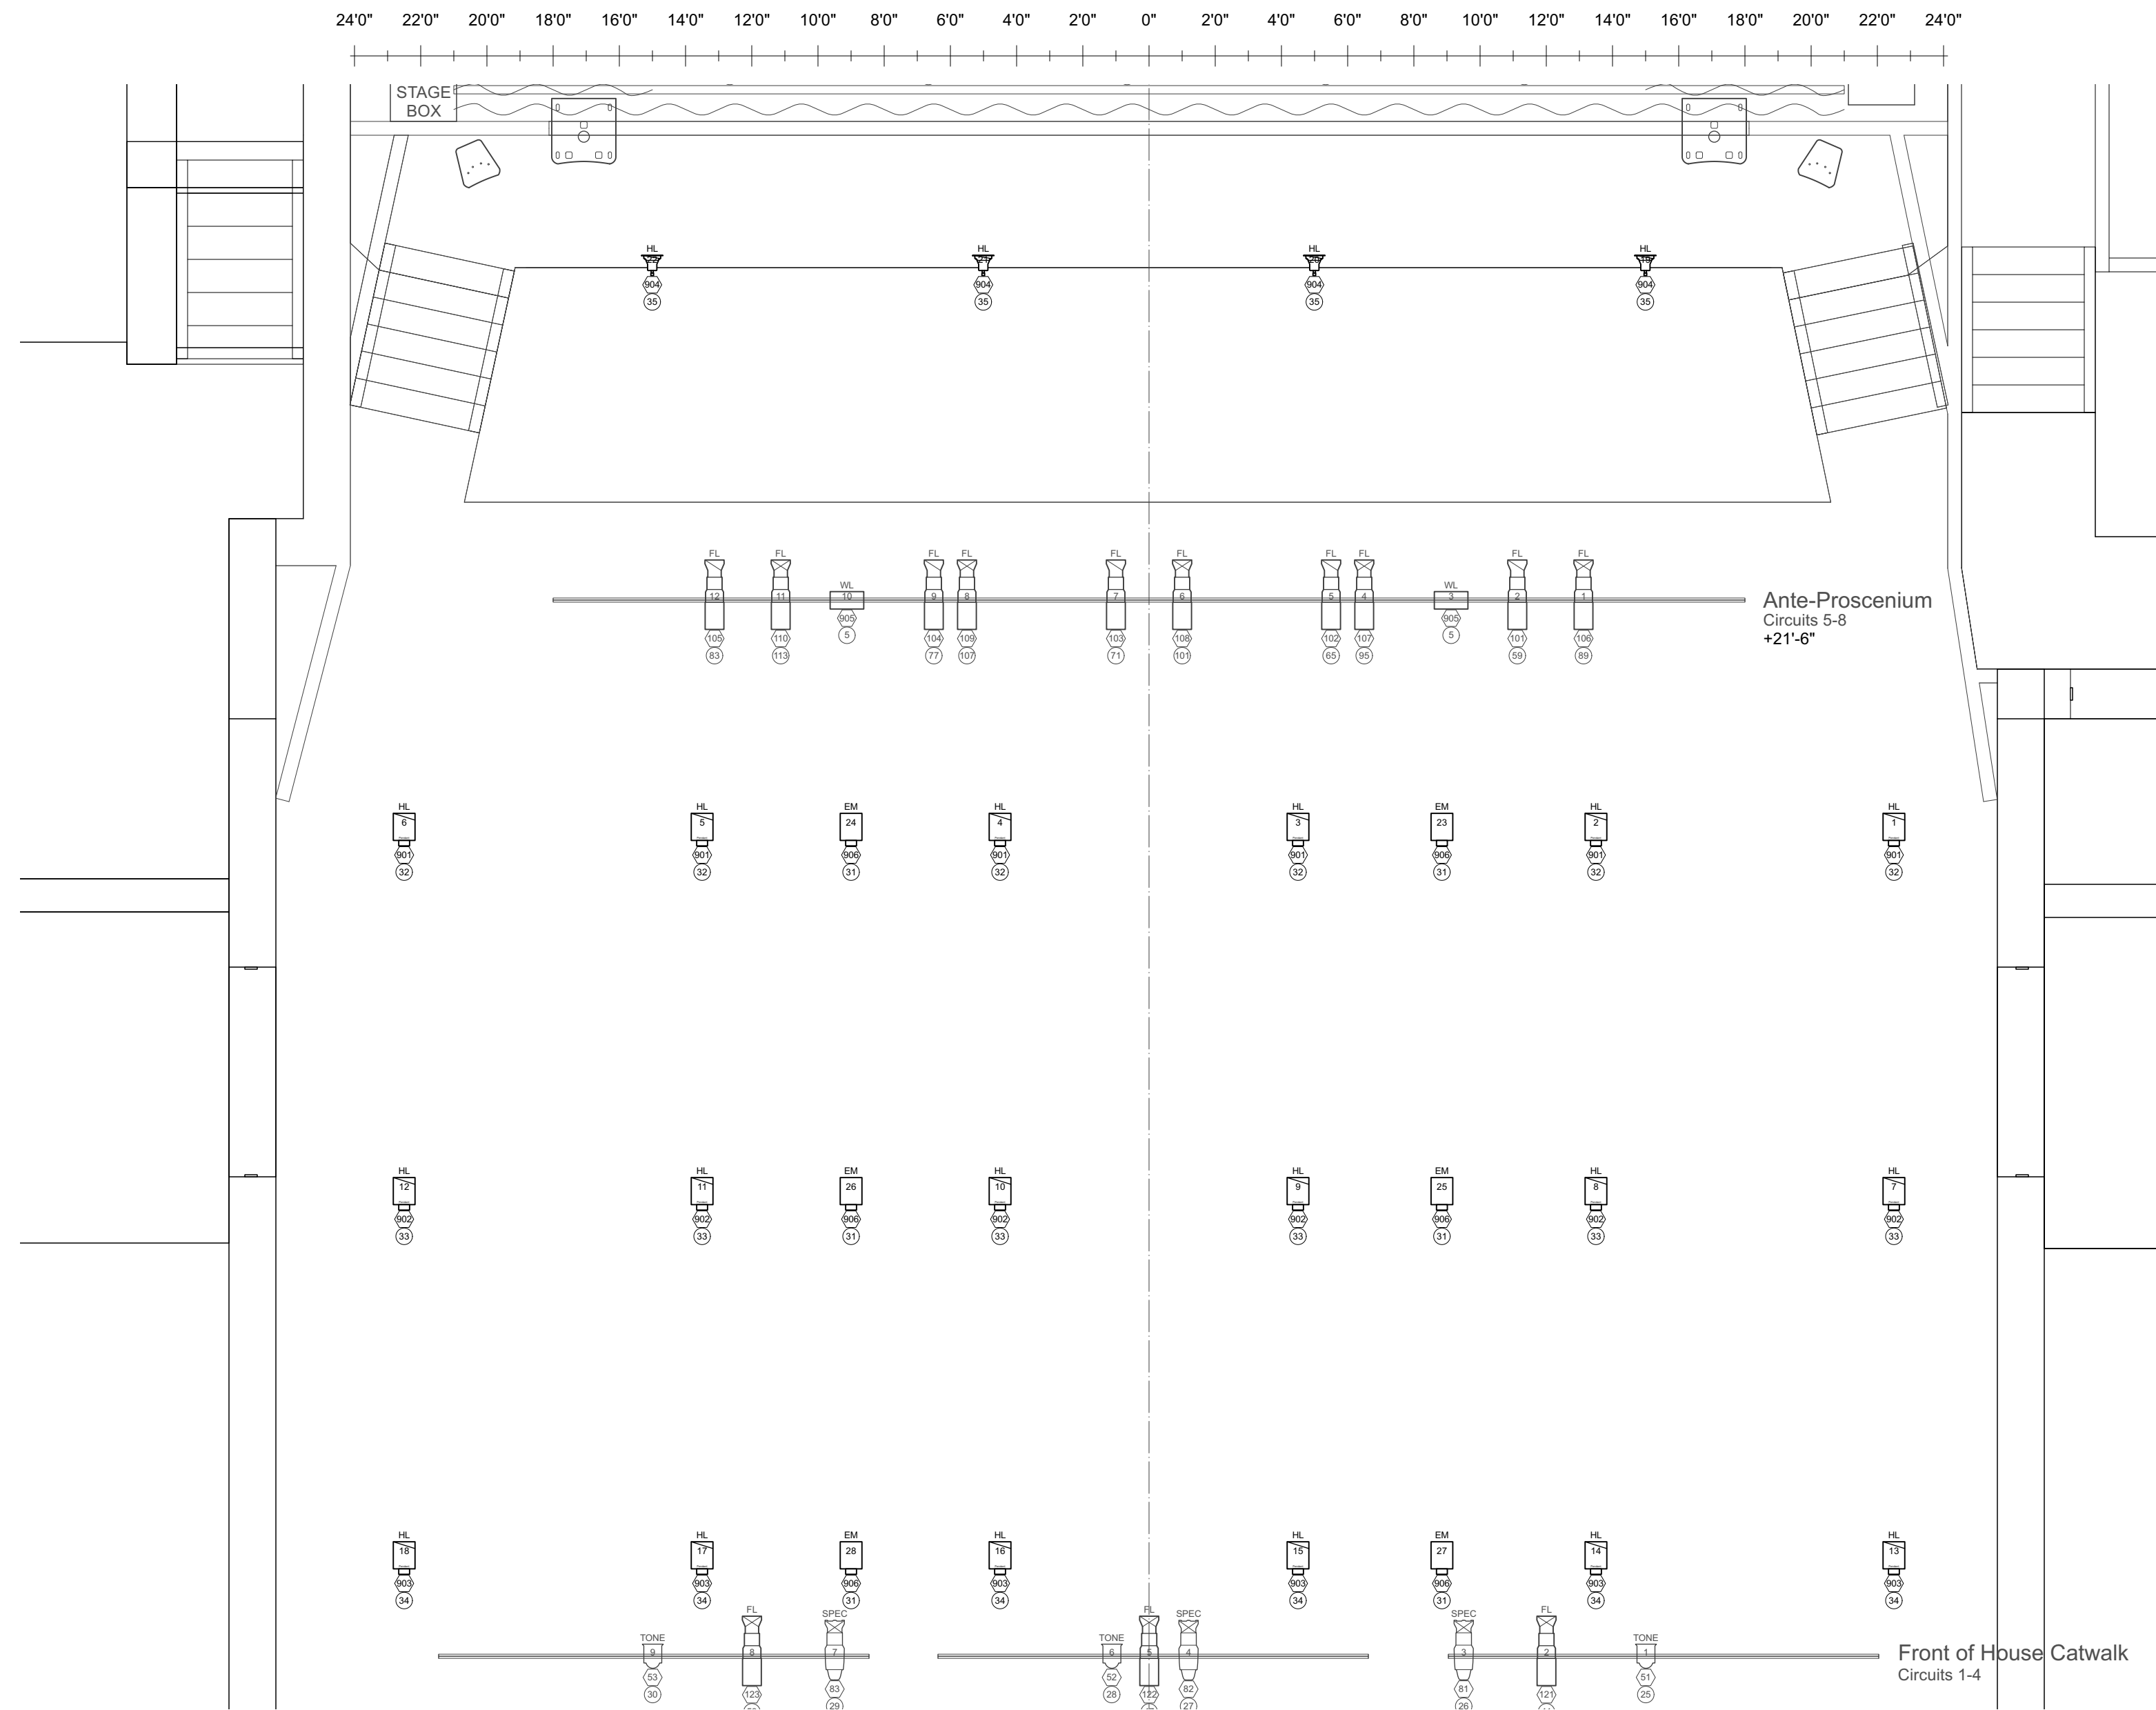 24'0" 22'0" 20'0" 18'0" 16'0" 14'0" 12'0" 10'0" 8'0" 6'0" 4'0" 2'0" 0" 2'0" 4'0" 6'0" 8'0" 10'0" 12'0" 14'0" 16'0" 18'0" 20'0" 22'0" 24'0"
STAGE
BOX
HL HL HL HL
22 21 20 19
904 904 904 904
35 35 35 35
FL FL FL FL FL FL FL FL FL FL
WL WL
12 11 10 9 8 7 6 5 4 3 2 1
Ante-Proscenium
Circuits 5-8
905 905
105 110 104 109 103 108 102 107 101 106
5 5
+21'-6"
83 113 77 107 71 101 65 95 59 89
HL HL EM HL HL EM HL HL
6 5 24 4 3 23 2 1
901 901 906 901 901 906 901 901
32 32 31 32 32 31 32 32
HL HL EM HL HL EM HL HL
12 11 26 10 9 25 8 7
902 902 906 902 902 906 902 902
33 33 31 33 33 31 33 33
HL HL EM HL HL EM HL HL
18 17 28 16 15 27 14 13
903 903 906 903 903 906 903 903
34 34 31 34 34 31 34 34
FL FL FL
SPEC SPEC SPEC
TONE TONE TONE
9 8 7 6 5 4 3 2 1
Front of House Catwalk
Circuits 1-4
53 52 51
83 82 81
123 122 121
30 28 25
29 27 26